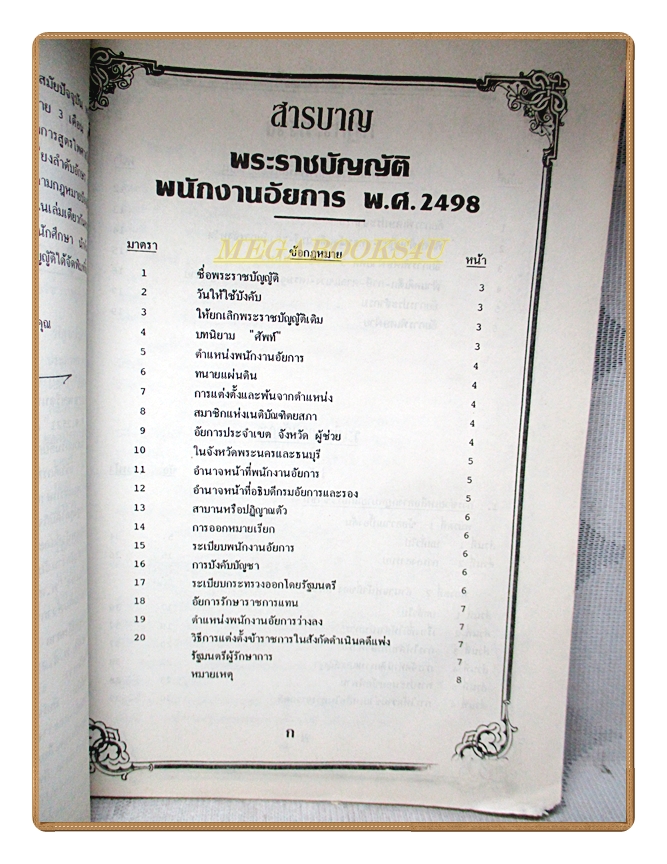 สมัยปัจจุบัน
าย 3 เดือน
สารบาญ
พระราชบัญญัติ
พนักงานอัยการ พ.ศ.2498
MEGABOOKS4U
มาตรา ข้อกฎหมาย หน้า
1 ชื่อพระราชบัญญัติ 3
2 วันให้ใช้บังคับ 3
3 ให้ยกเลิกพระราชบัญญัติเดิม 3
4 บทนิยาม "ศัพท์" 3
5 ตำแหน่งพนักงานอัยการ 4
6 ทนายแผ่นดิน 4
7 การแต่งตั้งและพ้นจากตำแหน่ง 4
8 สมาชิกแห่งเนติบัณฑิตยสภา 4
9 อัยการประจำเขต จังหวัด ผู้ช่วย 4
10 ในจังหวัดพระนครและธนบุรี 5
11 อำนาจหน้าที่พนักงานอัยการ 5
12 อำนาจหน้าที่อธิบดีกรมอัยการและรอง 5
13 สาบานหรือปฏิญาณตัว 6
14 การออกหมายเรียก 6
15 ระเบียบพนักงานอัยการ 6
16 การบังคับบัญชา 6
17 ระเบียบกระทรวงออกโดยรัฐมนตรี 6
18 อัยการรักษาราชการแทน 7
19 ตำแหน่งพนักงานอัยการว่างลง 7
20 วิธีการแต่งตั้งข้าราชการในสังกัดดำเนินคดีแพ่ง 7
รัฐมนตรีผู้รักษาการ 7
หมายเหตุ 8
ก